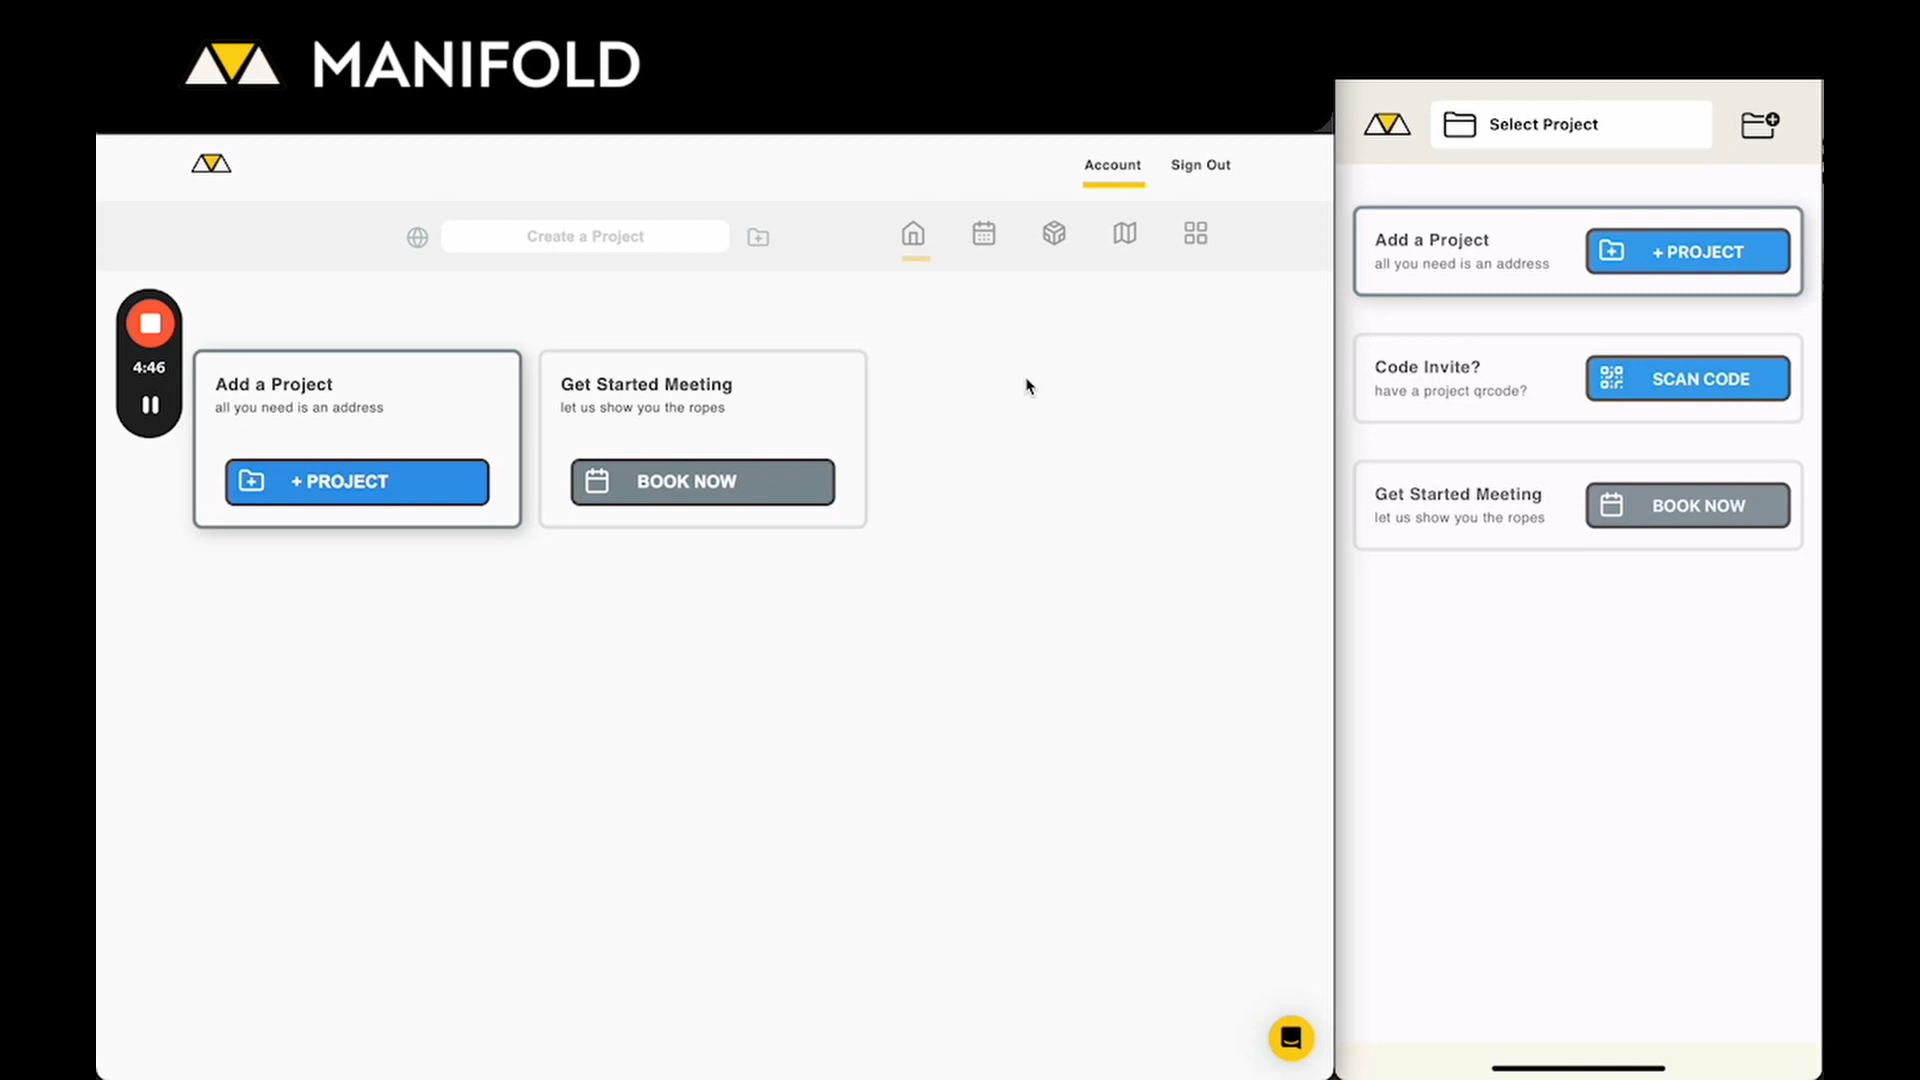 MANIFOLD
Account
Sign Out
Create a Project
4:46
Add a Project
all you need is an address
+ PROJECT
Get Started Meeting
let us show you the ropes
BOOK NOW
Select Project
Add a Project
all you need is an address
+ PROJECT
Code Invite?
have a project qrcode?
SCAN CODE
Get Started Meeting
let us show you the ropes
BOOK NOW